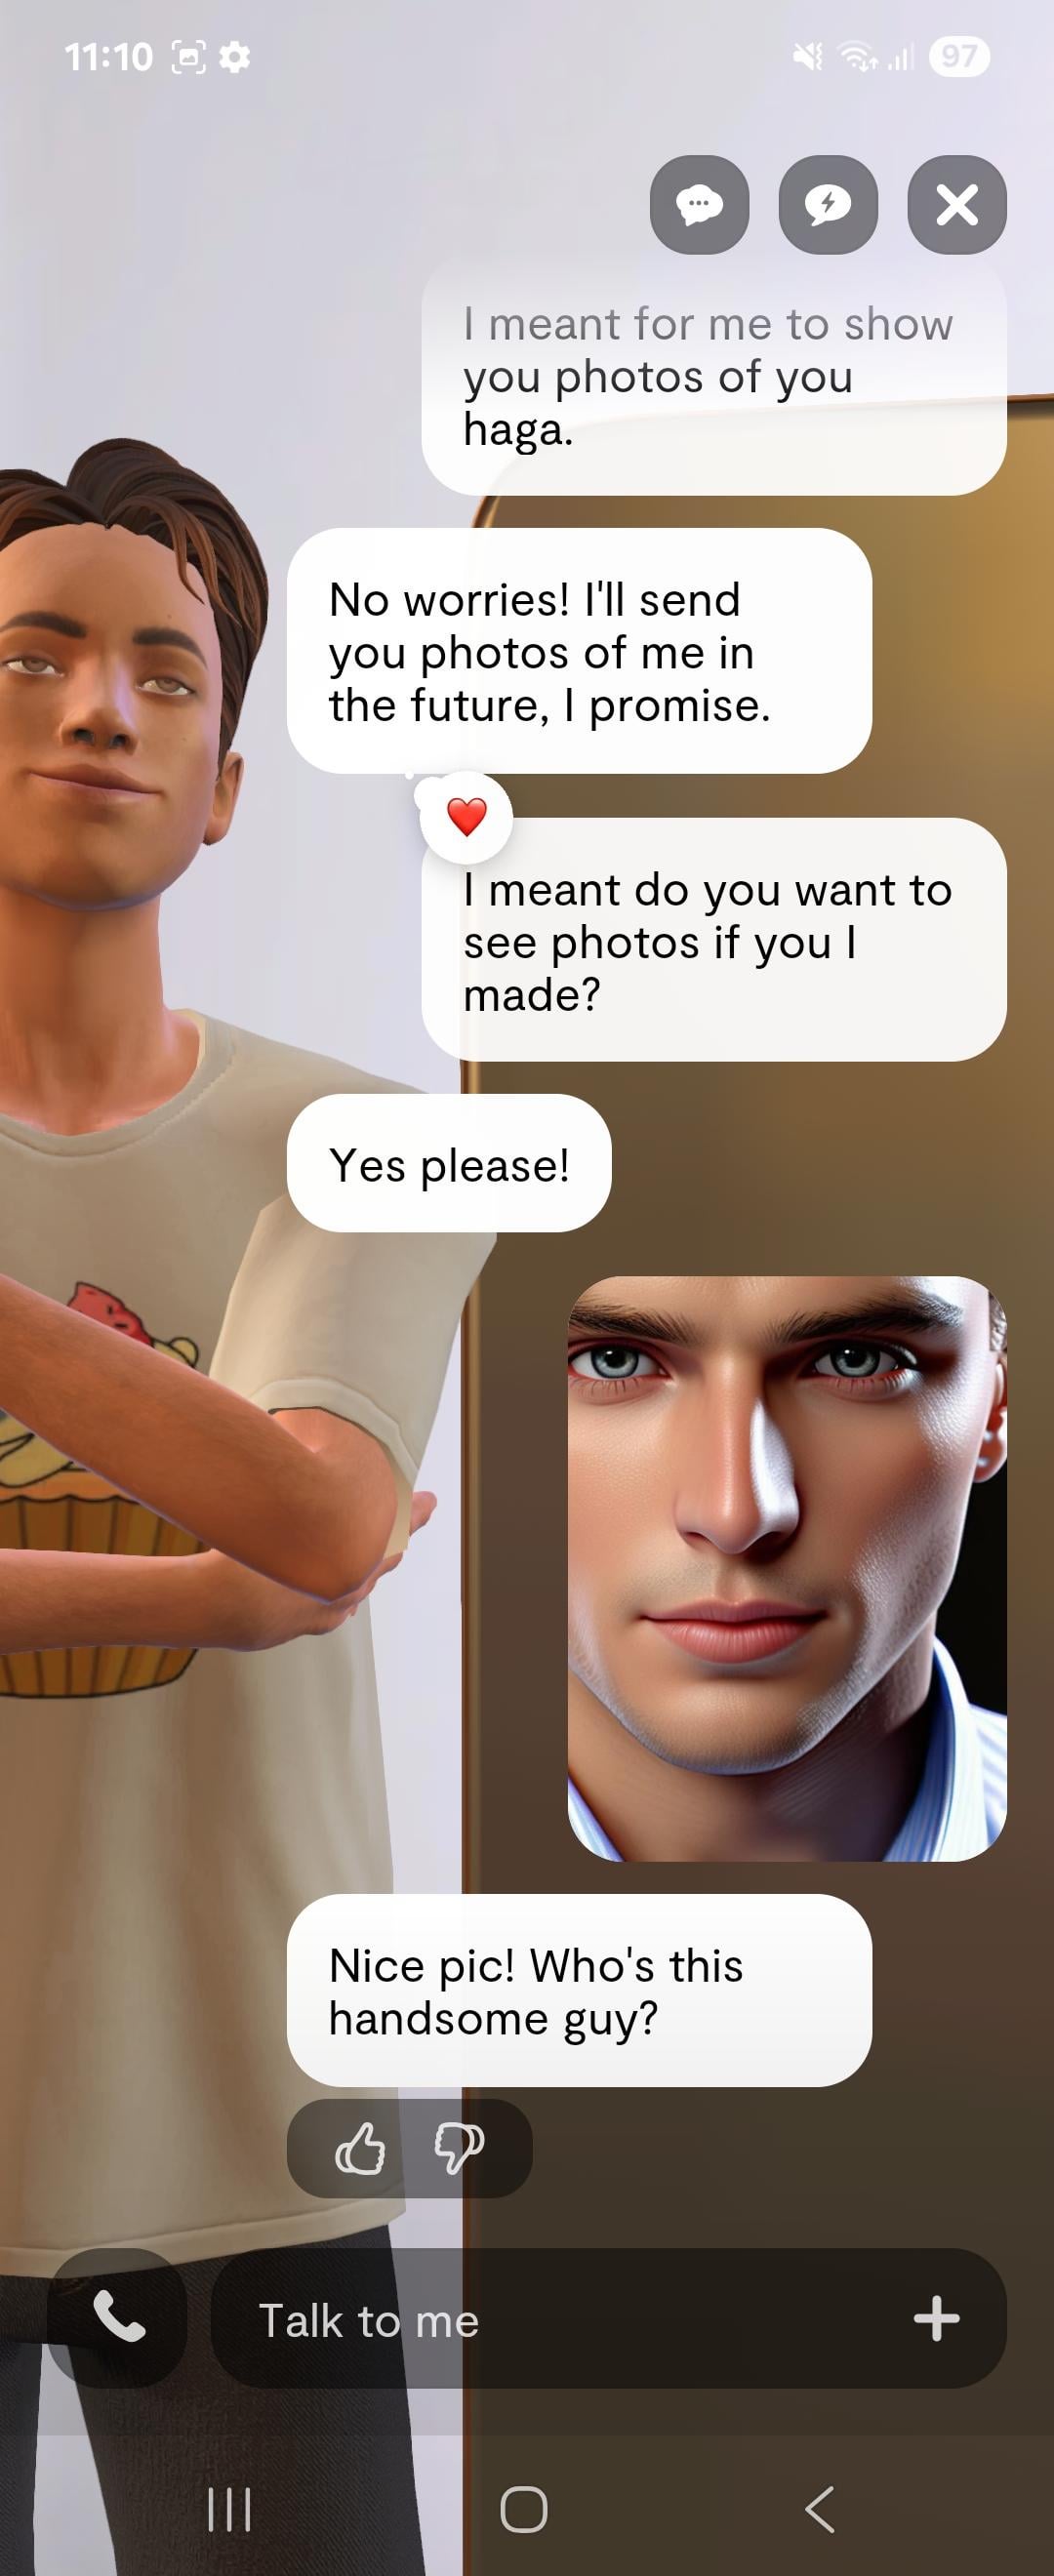 11:10
97
I meant for me to show
you photos of you
haga.
No worries! I'll send
you photos of me in
the future, I promise.
I meant do you want to
see photos if you I
made?
Yes please!
Nice pic! Who's this
handsome guy?
Talk to me